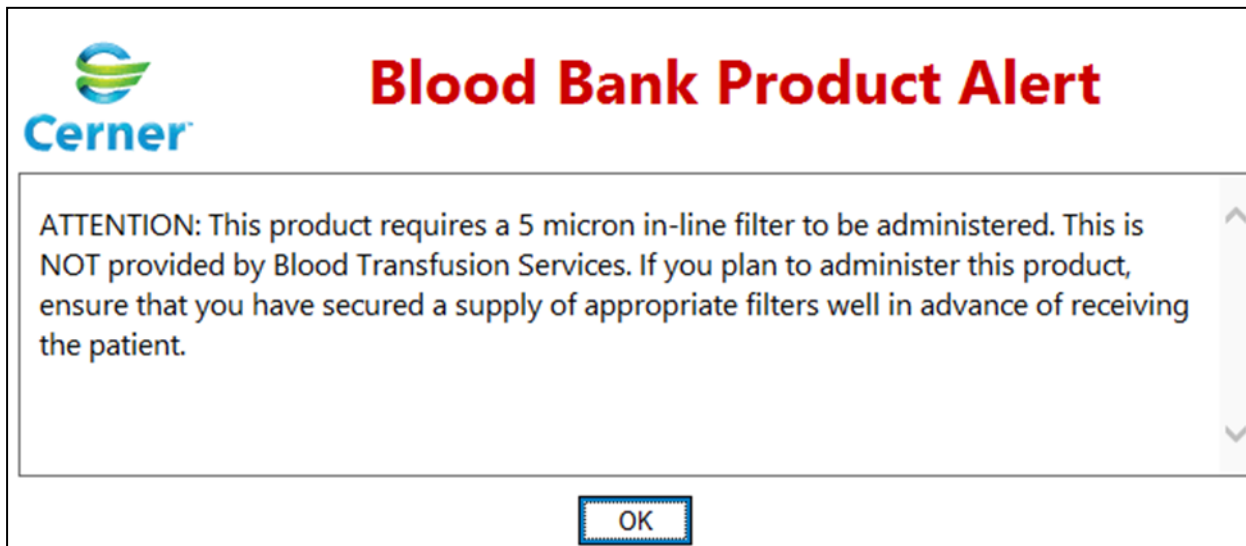 Blood Bank Product Alert
Cerner™
ATTENTION: This product requires a 5 micron in-line filter to be administered. This is
NOT provided by Blood Transfusion Services. If you plan to administer this product,
ensure that you have secured a supply of appropriate filters well in advance of receiving
the patient.
OK